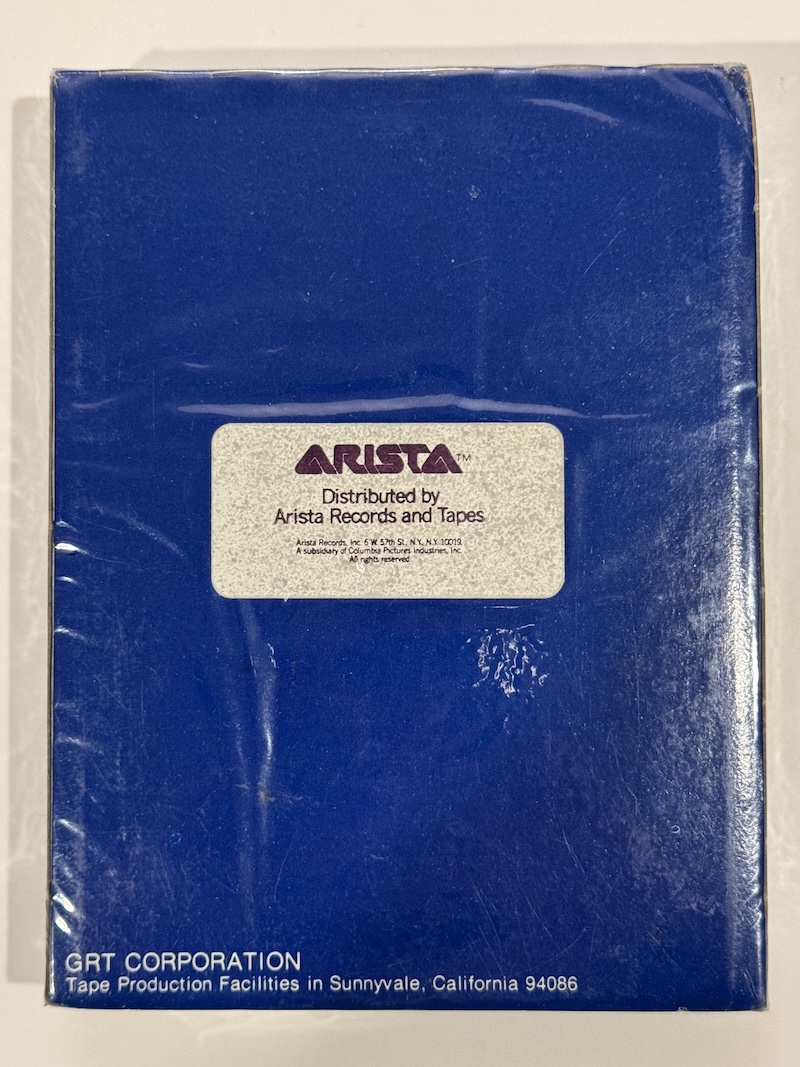 ARISTA™
Distributed by
Arista Records and Tapes
Arista Records, Inc. 6 W. 57th St., N.Y., N.Y. 10019.
A subsidiary of Columbia Pictures Industries, Inc.
All rights reserved.
GRT CORPORATION
Tape Production Facilities in Sunnyvale, California 94086